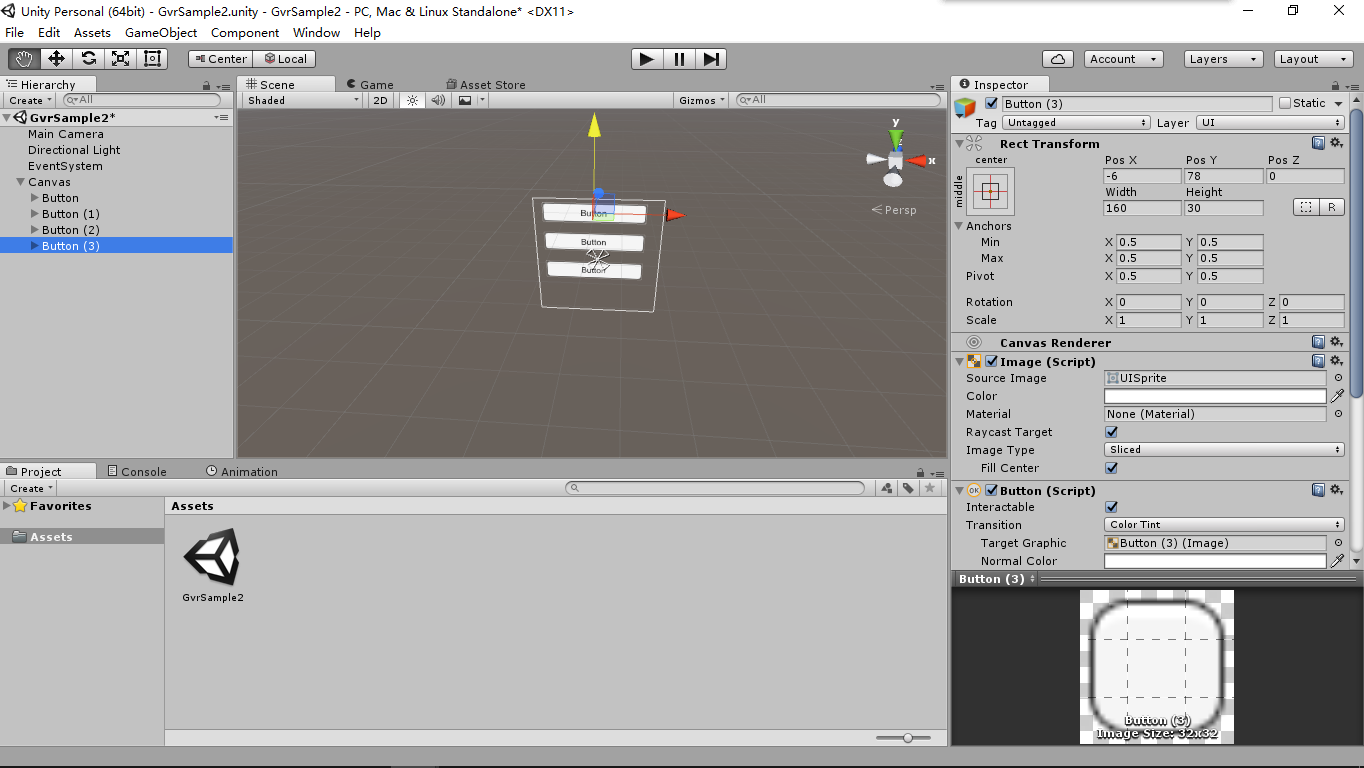 Unity Personal (64bit) - GvrSample2.unity - GvrSample2 - PC, Mac & Linux Standalone* <DX11>
File Edit Assets GameObject Component Window Help
Center Local Account Layers Layout
Hierarchy
Create All
GvrSample2*
Main Camera
Directional Light
EventSystem
Canvas
Button
Button (1)
Button (2)
Button (3)
Scene Game Asset Store
Shaded 2D Gizmos All
y
x
Persp
Button
Button
Button
Project Console Animation
Create
Favorites
Assets
Assets
GvrSample2
Inspector
Button (3) Static
Tag Untagged Layer UI
Rect Transform
center
middle
Pos X Pos Y Pos Z
-6 78 0
Width Height
160 30 R
Anchors
Min X 0.5 Y 0.5
Max X 0.5 Y 0.5
Pivot X 0.5 Y 0.5
Rotation X 0 Y 0 Z 0
Scale X 1 Y 1 Z 1
Canvas Renderer
Image (Script)
Source Image UISprite
Color
Material None (Material)
Raycast Target
Image Type Sliced
Fill Center
OK Button (Script)
Interactable
Transition Color Tint
Target Graphic Button (3) (Image)
Normal Color
Button (3)
Button (3)
Image Size: 32x32